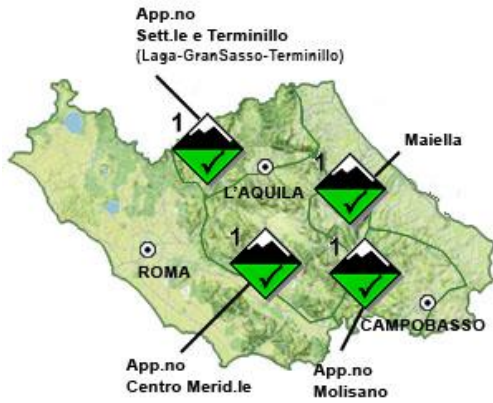 App.no
Sett.le e Terminillo
(Laga-GranSasso-Terminillo)
1
Maiella
1
L'AQUILA
1
1
ROMA
CAMPOBASSO
App.no
Centro Merid.le
App.no
Molisano